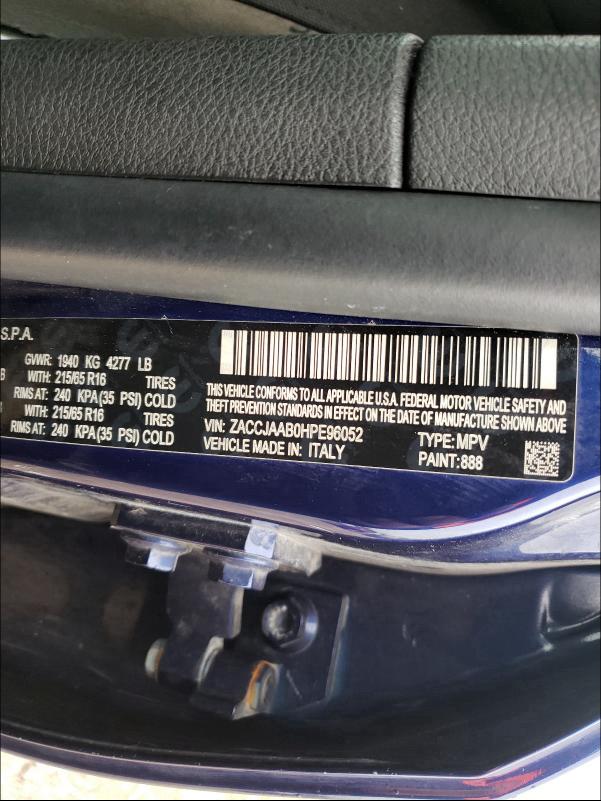 S.P.A.
GVWR: 1940 KG 4277 LB
B WITH: 215/65 R16 TIRES
RIMS AT: 240 KPA(35 PSI) COLD
WITH: 215/65 R16 TIRES
RIMS AT: 240 KPA(35 PSI) COLD
THIS VEHICLE CONFORMS TO ALL APPLICABLE U.S.A. FEDERAL MOTOR VEHICLE SAFETY AND
THEFT PREVENTION STANDARDS IN EFFECT ON THE DATE OF MANUFACTURE SHOWN ABOVE
VIN: ZACCJAAB0HPE96052 TYPE: MPV
VEHICLE MADE IN: ITALY PAINT:888